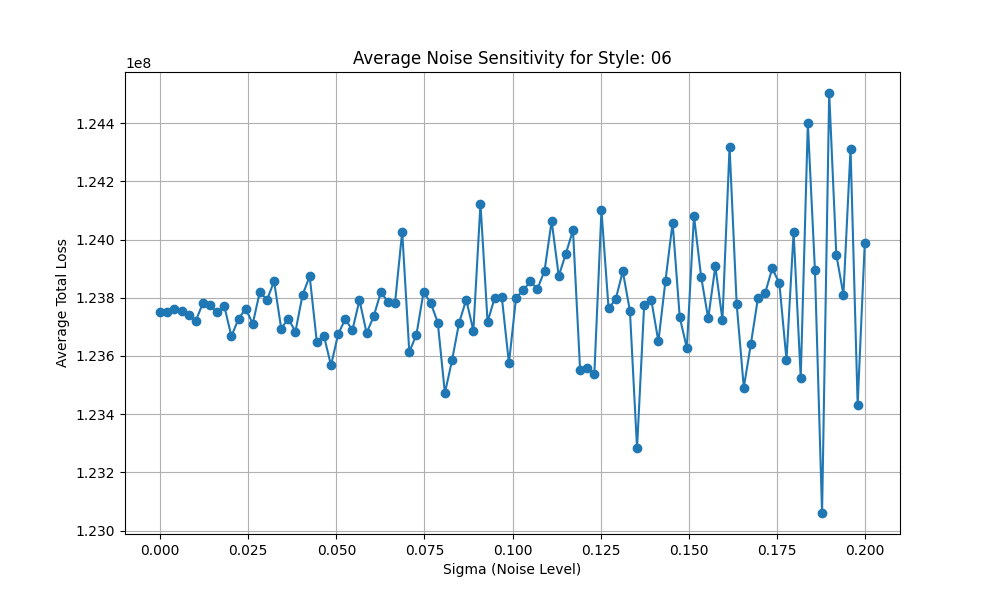 Average Noise Sensitivity for Style: 06
1e8
1.244
1.242
1.240
1.238
1.236
1.234
1.232
1.230
Average Total Loss
0.000 0.025 0.050 0.075 0.100 0.125 0.150 0.175 0.200
Sigma (Noise Level)